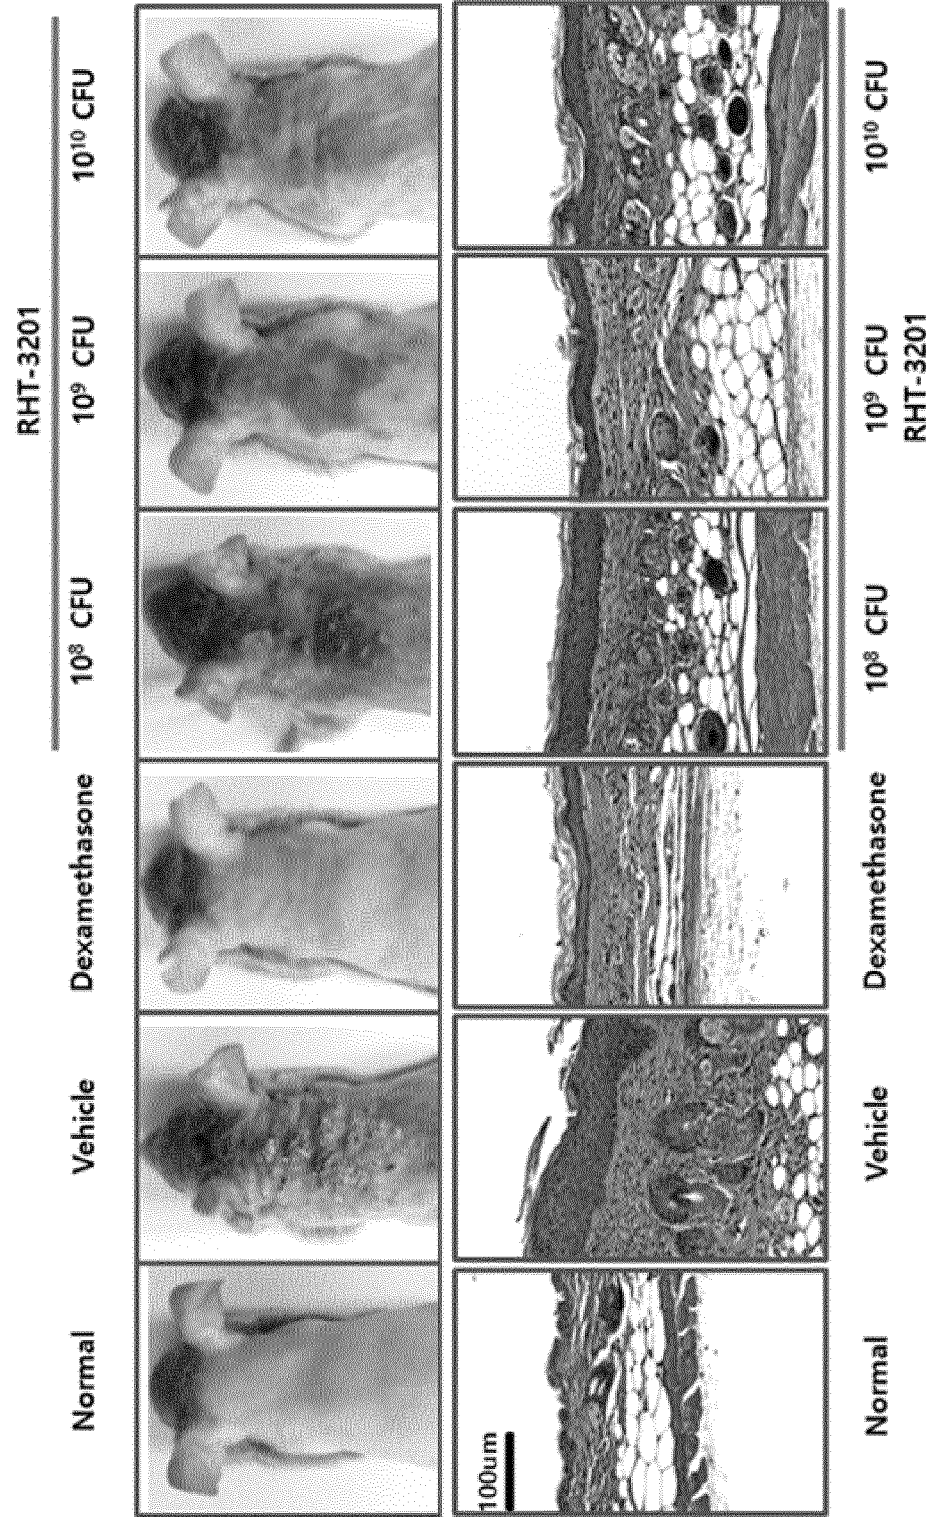 RHT-3201
Normal Vehicle Dexamethasone 10⁸ CFU 10⁹ CFU 10¹⁰ CFU
100um
Normal Vehicle Dexamethasone 10⁸ CFU 10⁹ CFU 10¹⁰ CFU
RHT-3201